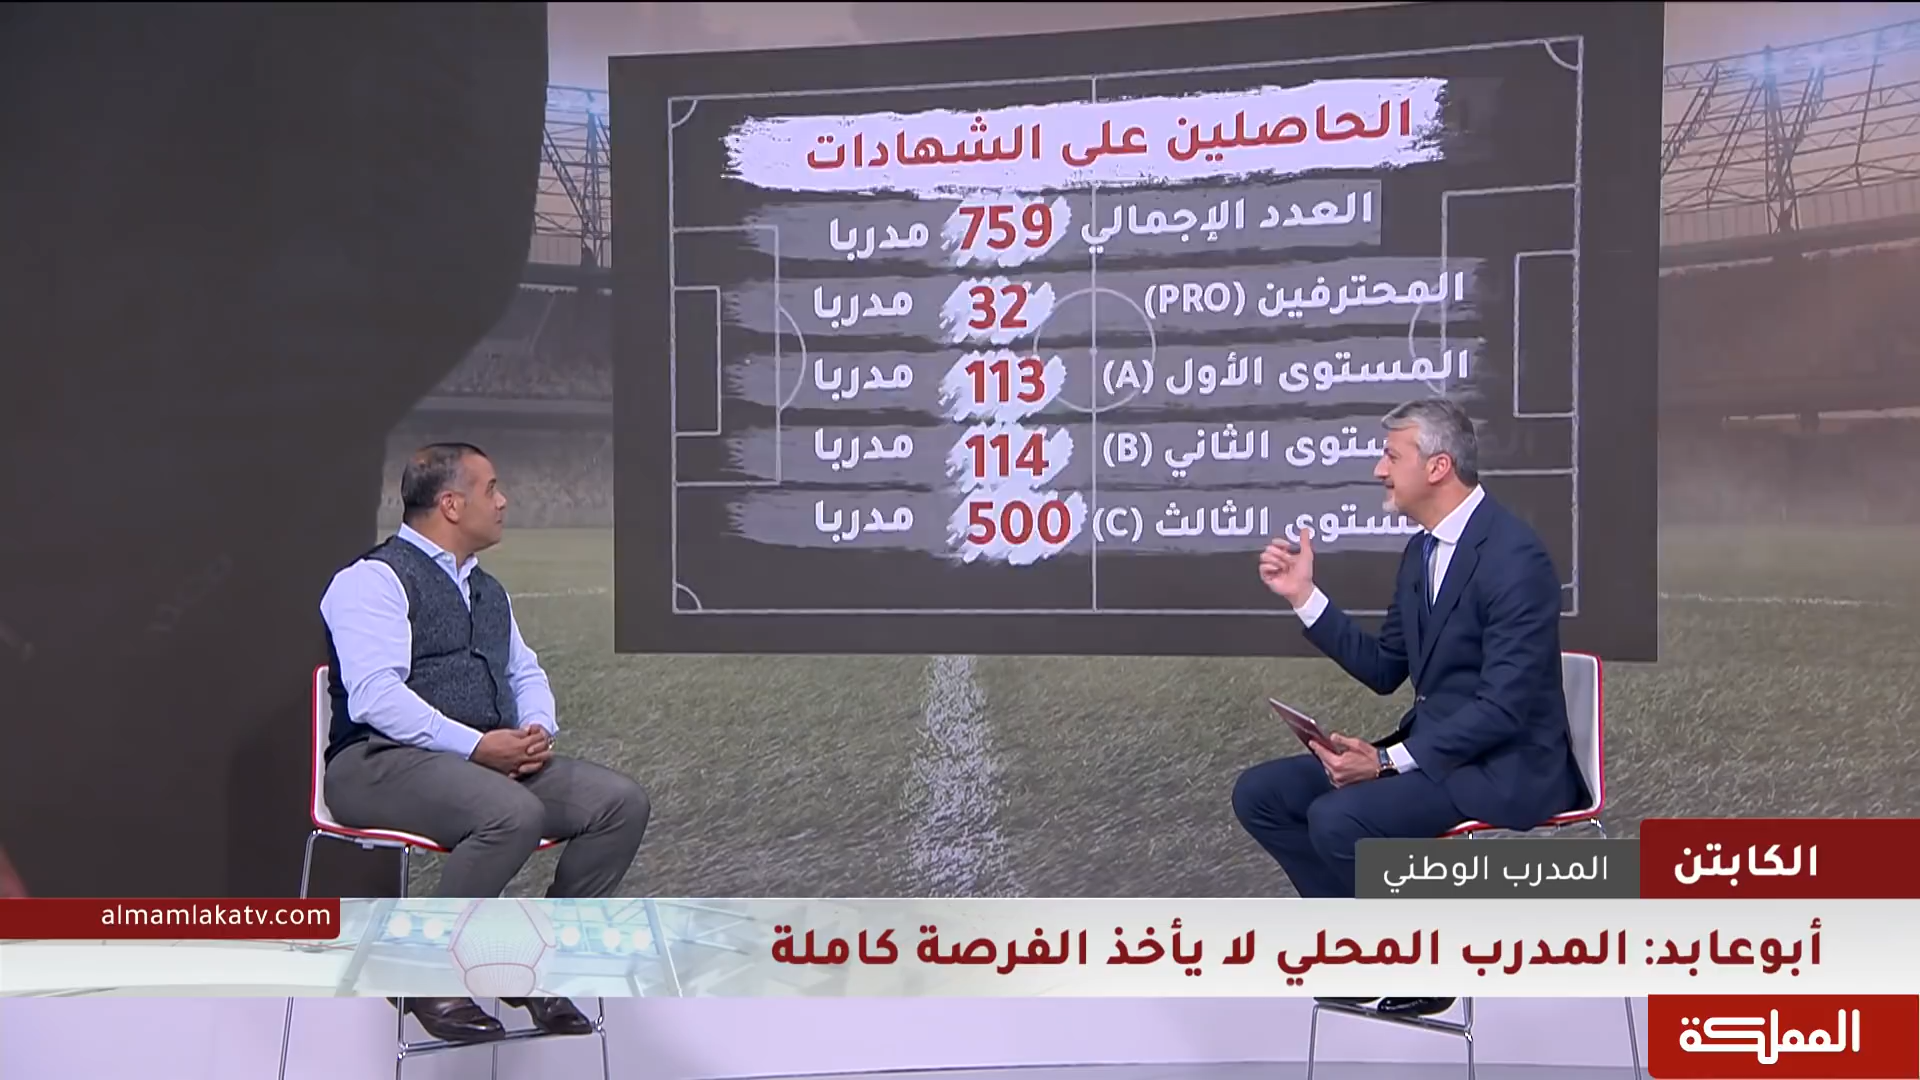 الحاصلين على الشهادات
العدد الإجمالي 759 مدربا
المحترفين (PRO) 32 مدربا
المستوى الأول (A) 113 مدربا
الثاني (B) 114 مدربا
الثالث (C) 500 مدربا
الكابتن
المدرب الوطني
أبوعابد: المدرب المحلي لا يأخذ الفرصة كاملة
almamlakatv.com
المملكة